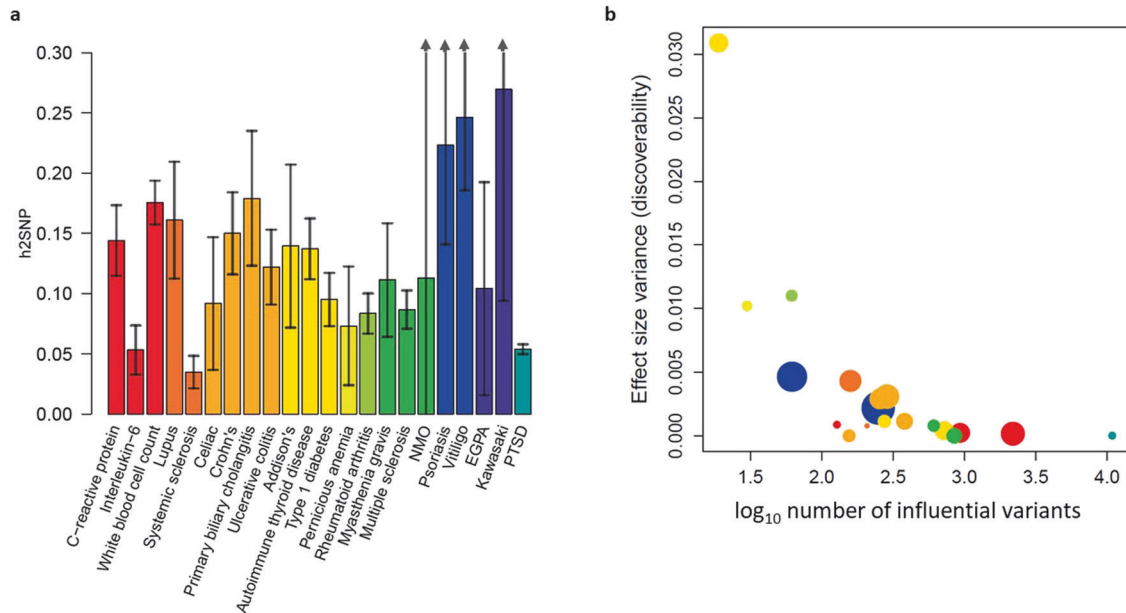 a
0.30
0.25
0.20
0.15
0.10
0.05
0.00
h2SNP
C−reactive protein
Interleukin−6
White blood cell count
Lupus
Systemic sclerosis
Celiac
Crohn's
Primary biliary cholangitis
Ulcerative colitis
Addison's
Autoimmune thyroid disease
Type 1 diabetes
Pernicious anemia
Rheumatoid arthritis
Myasthenia gravis
Multiple sclerosis
NMO
Psoriasis
Vitiligo
EGPA
Kawasaki
PTSD
b
Effect size variance (discoverability)
0.030
0.025
0.020
0.015
0.010
0.005
0.000
1.5 2.0 2.5 3.0 3.5 4.0
log₁₀ number of influential variants